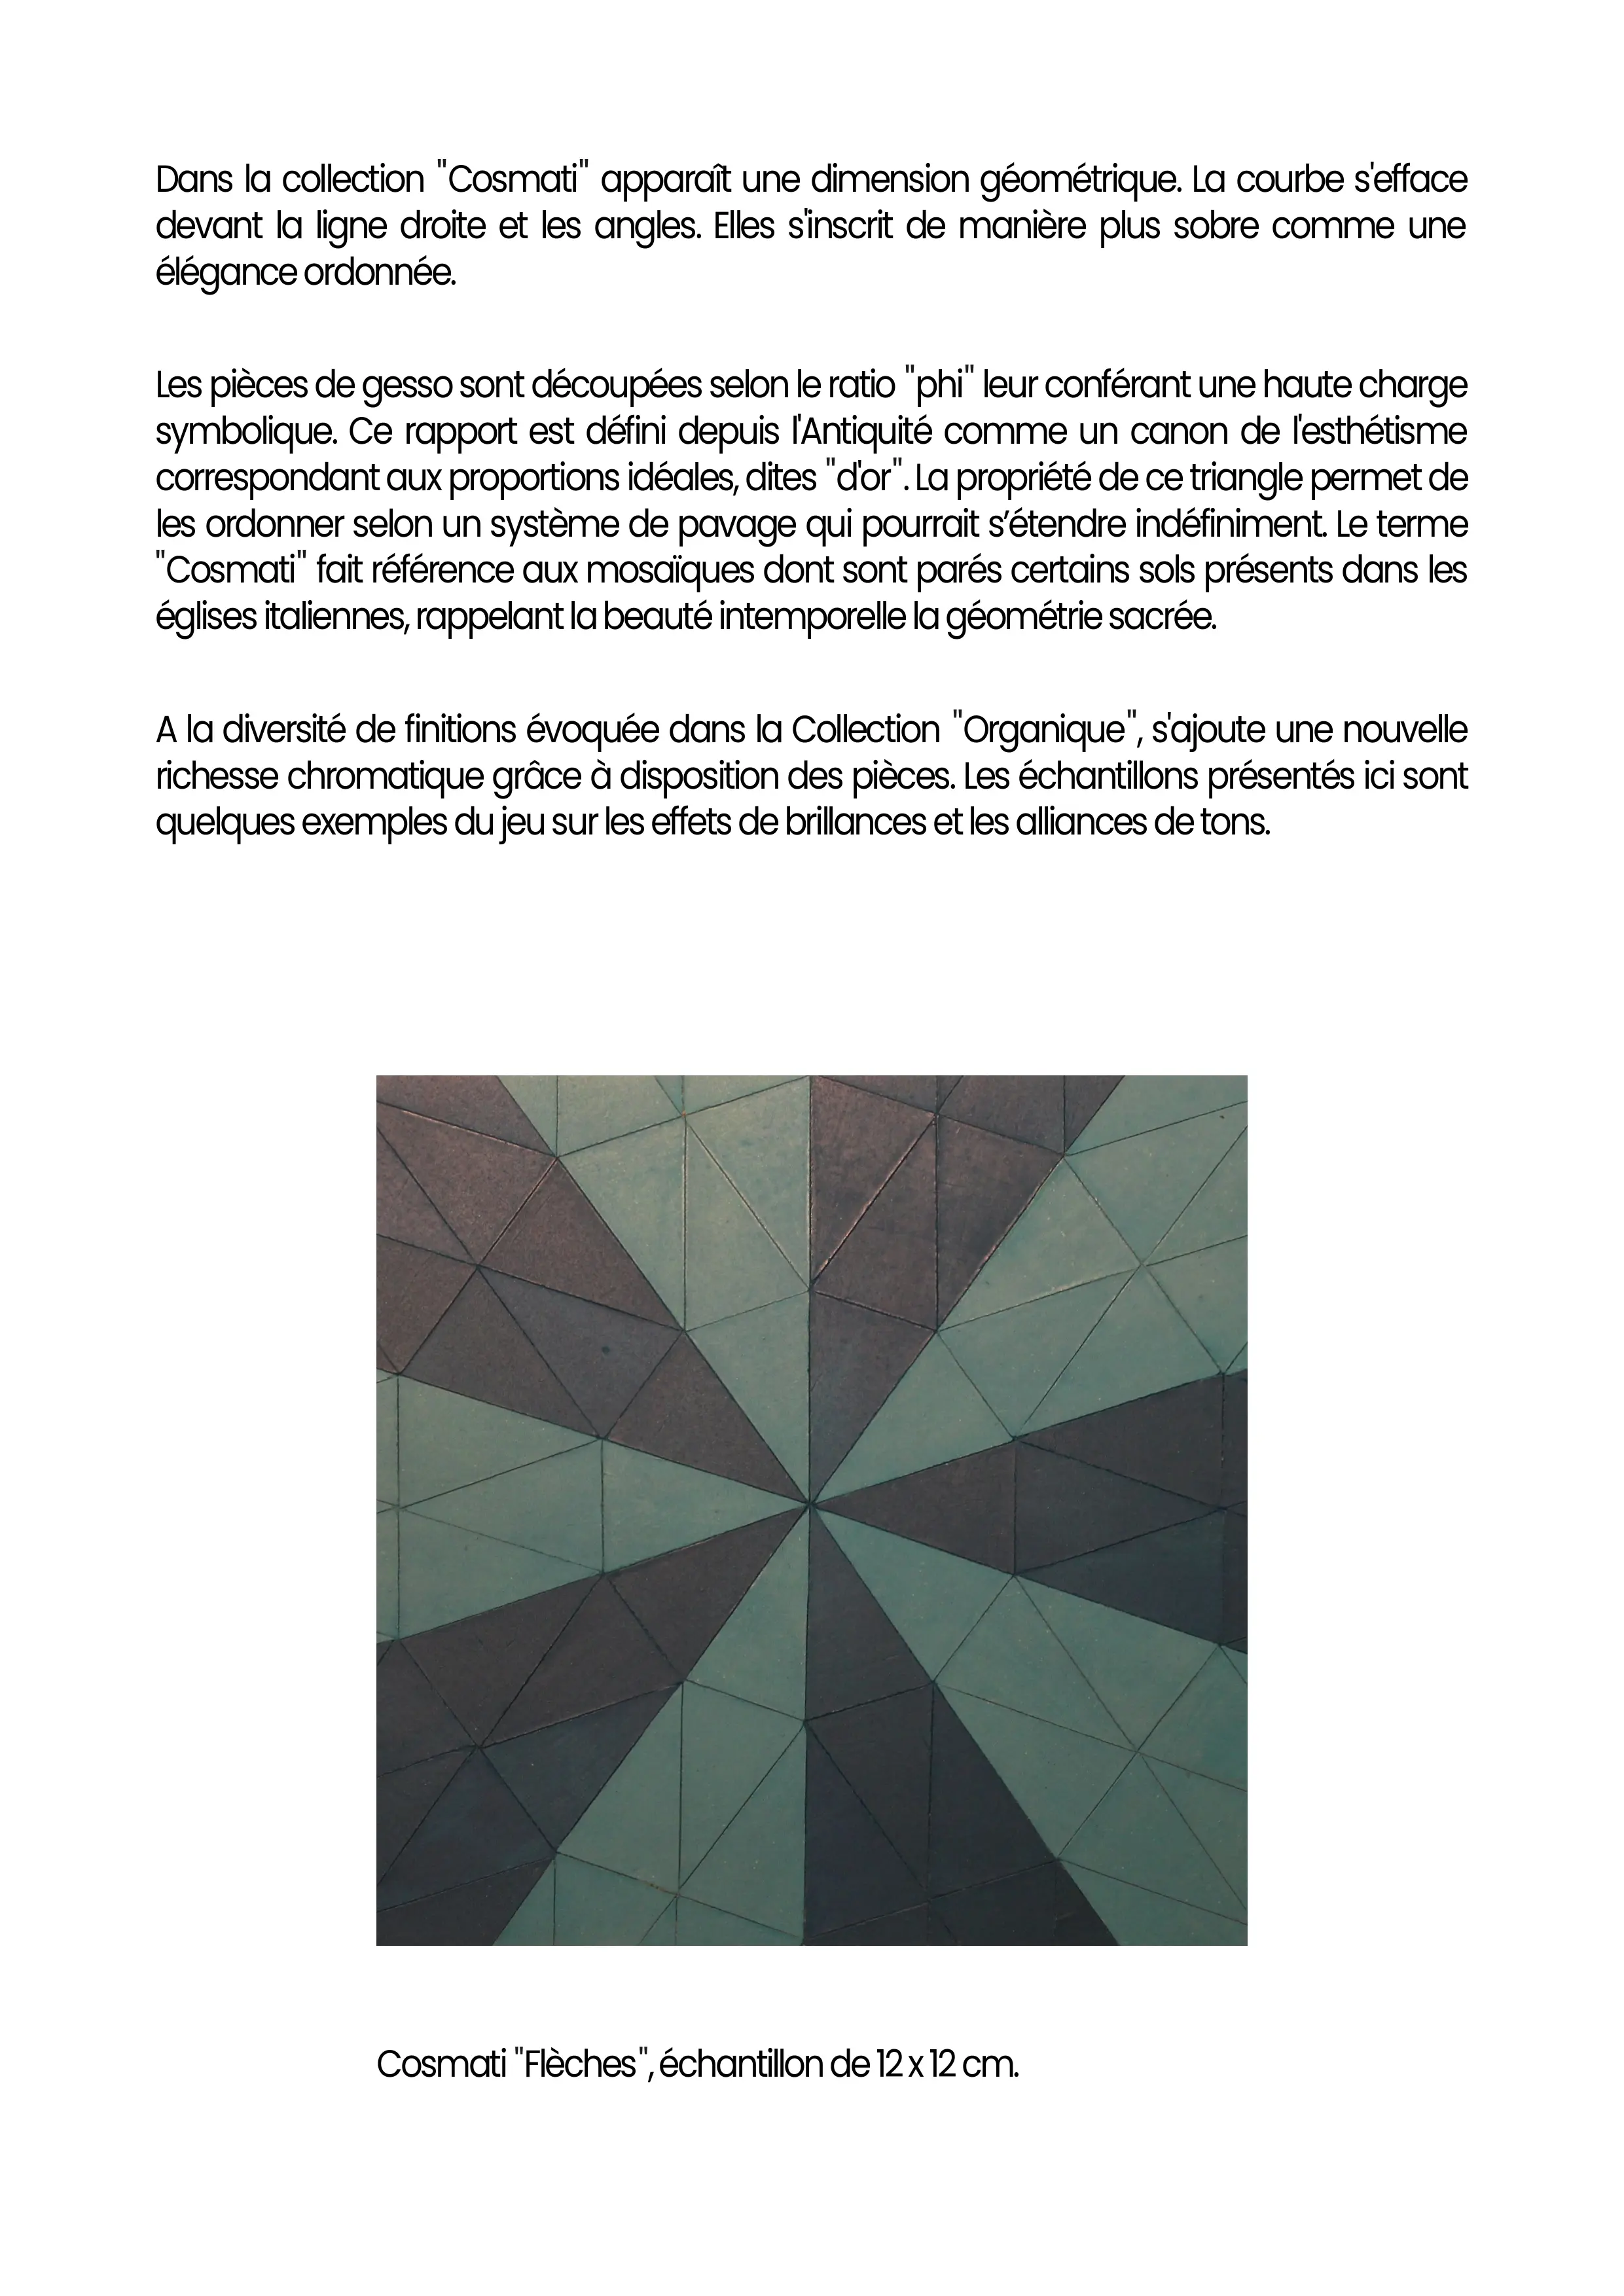 Dans la collection "Cosmati" apparaît une dimension géométrique. La courbe s'efface
devant la ligne droite et les angles. Elles s'inscrit de manière plus sobre comme une
élégance ordonnée.
Les pièces de gesso sont découpées selon le ratio "phi" leur conférant une haute charge
symbolique. Ce rapport est défini depuis l'Antiquité comme un canon de l'esthétisme
correspondant aux proportions idéales, dites "d'or". La propriété de ce triangle permet de
les ordonner selon un système de pavage qui pourrait s’étendre indéfiniment. Le terme
"Cosmati" fait référence aux mosaïques dont sont parés certains sols présents dans les
églises italiennes, rappelant la beauté intemporelle la géométrie sacrée.
A la diversité de finitions évoquée dans la Collection "Organique", s'ajoute une nouvelle
richesse chromatique grâce à disposition des pièces. Les échantillons présentés ici sont
quelques exemples du jeu sur les effets de brillances et les alliances de tons.
Cosmati "Flèches", échantillon de 12 x 12 cm.